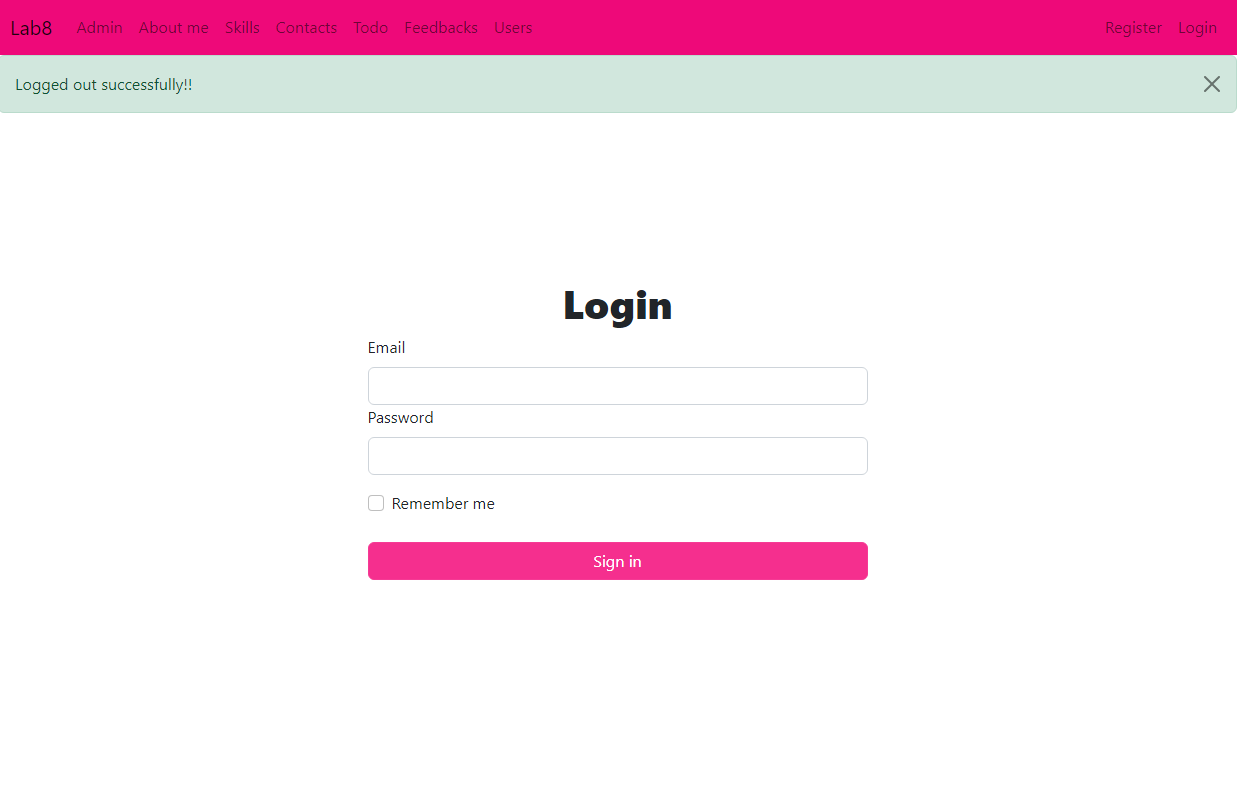 Lab8 Admin About me Skills Contacts Todo Feedbacks Users Register Login
Logged out successfully!!
Login
Email
Password
Remember me
Sign in